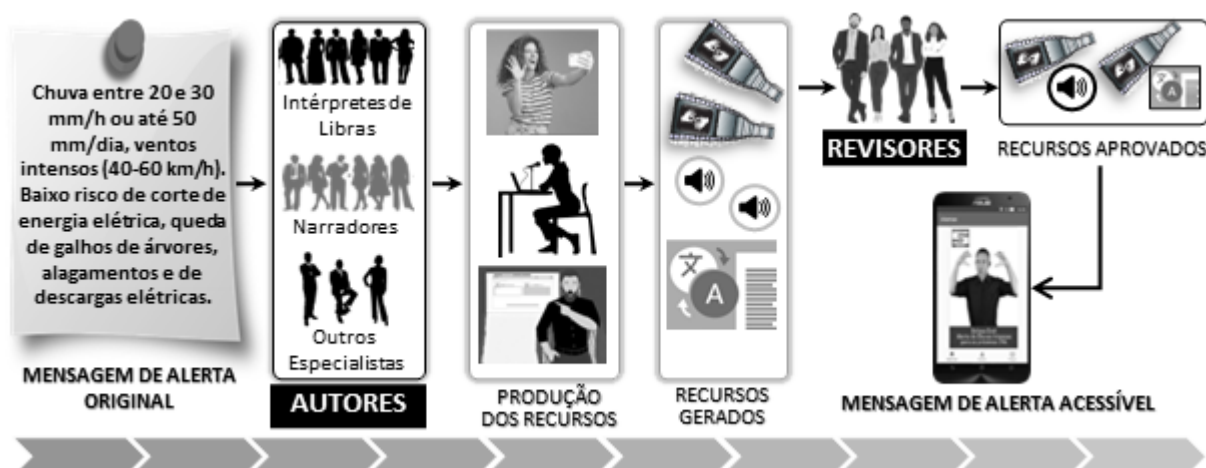 Chuva entre 20 e 30
mm/h ou até 50
mm/dia, ventos
intensos (40-60 km/h).
Baixo risco de corte de
energia elétrica, queda
de galhos de árvores,
alagamentos e de
descargas elétricas.
MENSAGEM DE ALERTA
ORIGINAL
Intérpretes de
Libras
Narradores
Outros
Especialistas
AUTORES
PRODUÇÃO
DOS RECURSOS
A
RECURSOS
GERADOS
REVISORES
A
RECURSOS APROVADOS
MENSAGEM DE ALERTA ACESSÍVEL